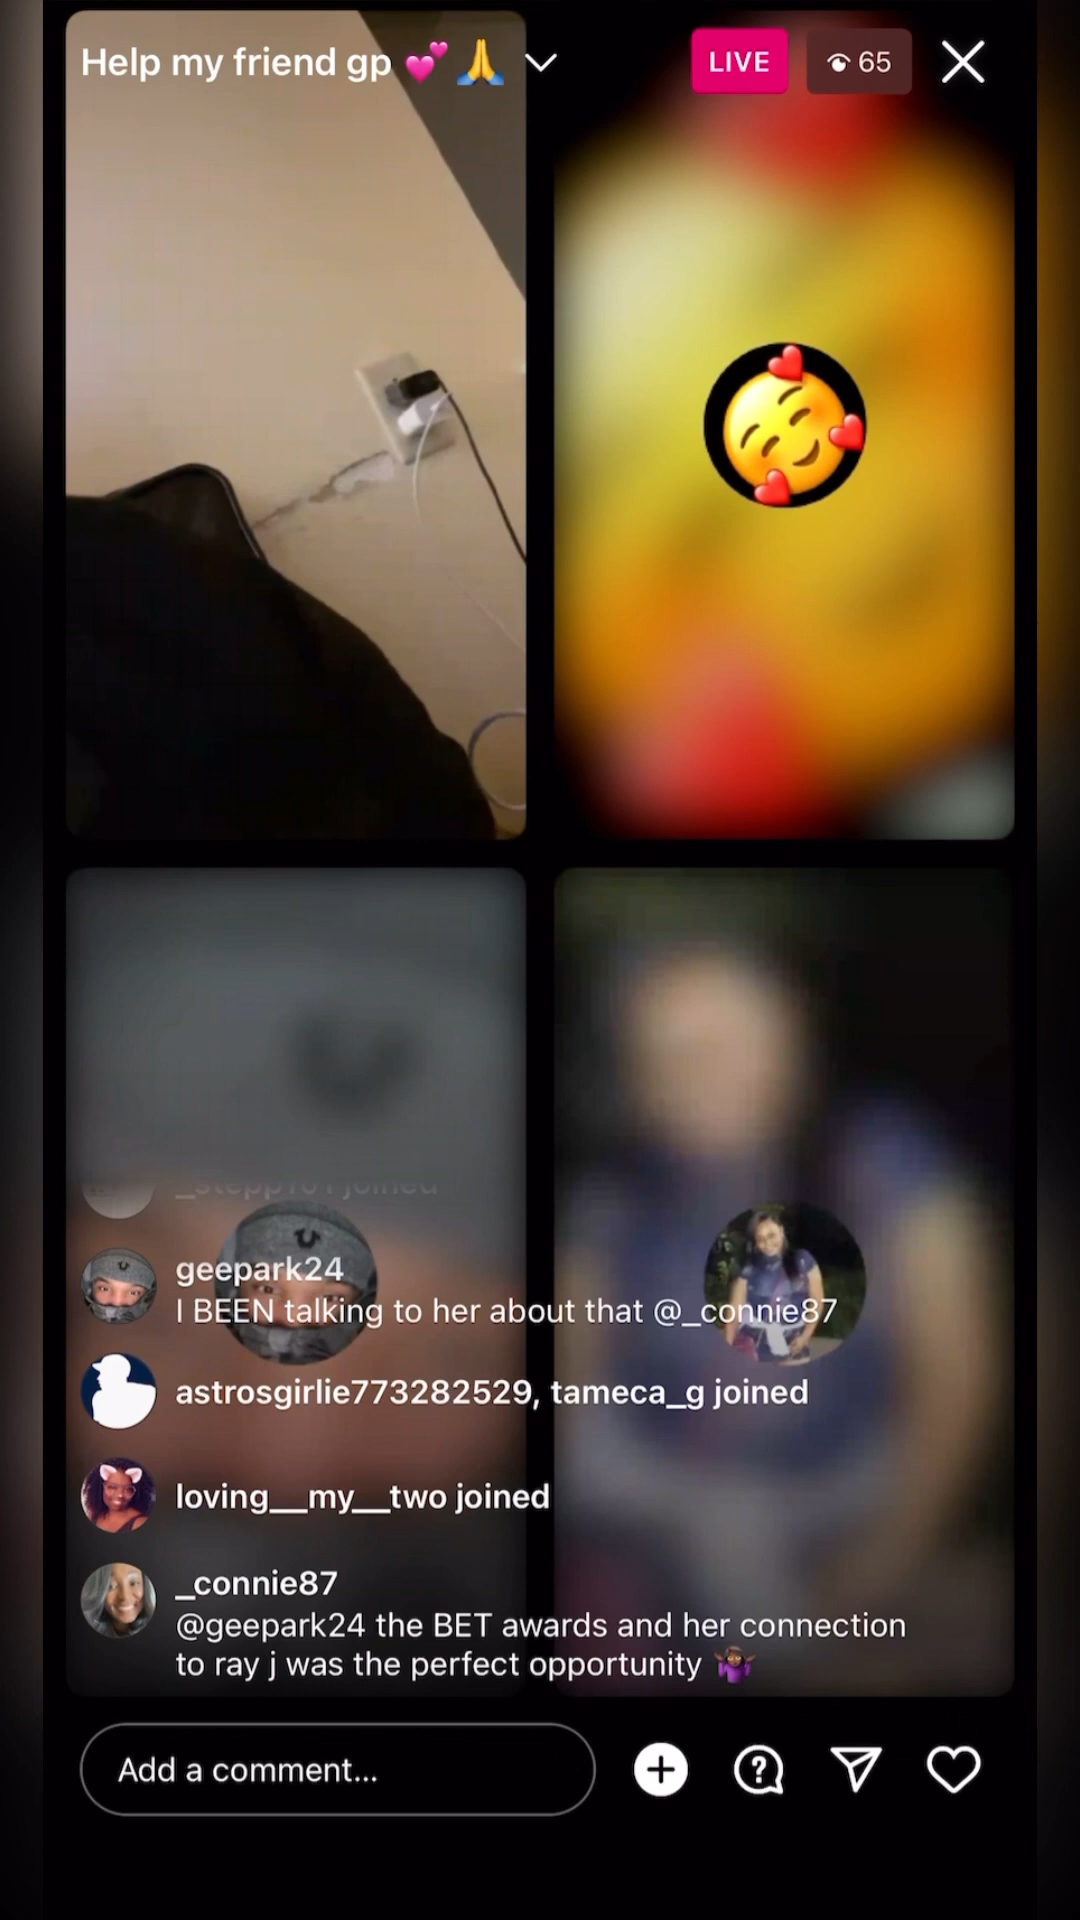 Help my friend gp 💕 🙏
LIVE
65
joined
geepark24
I BEEN talking to her about that @_connie87
astrosgirlie773282529, tameca_g joined
loving__my__two joined
_connie87
@geepark24 the BET awards and her connection
to ray j was the perfect opportunity 🤷🏾‍♀️
Add a comment...